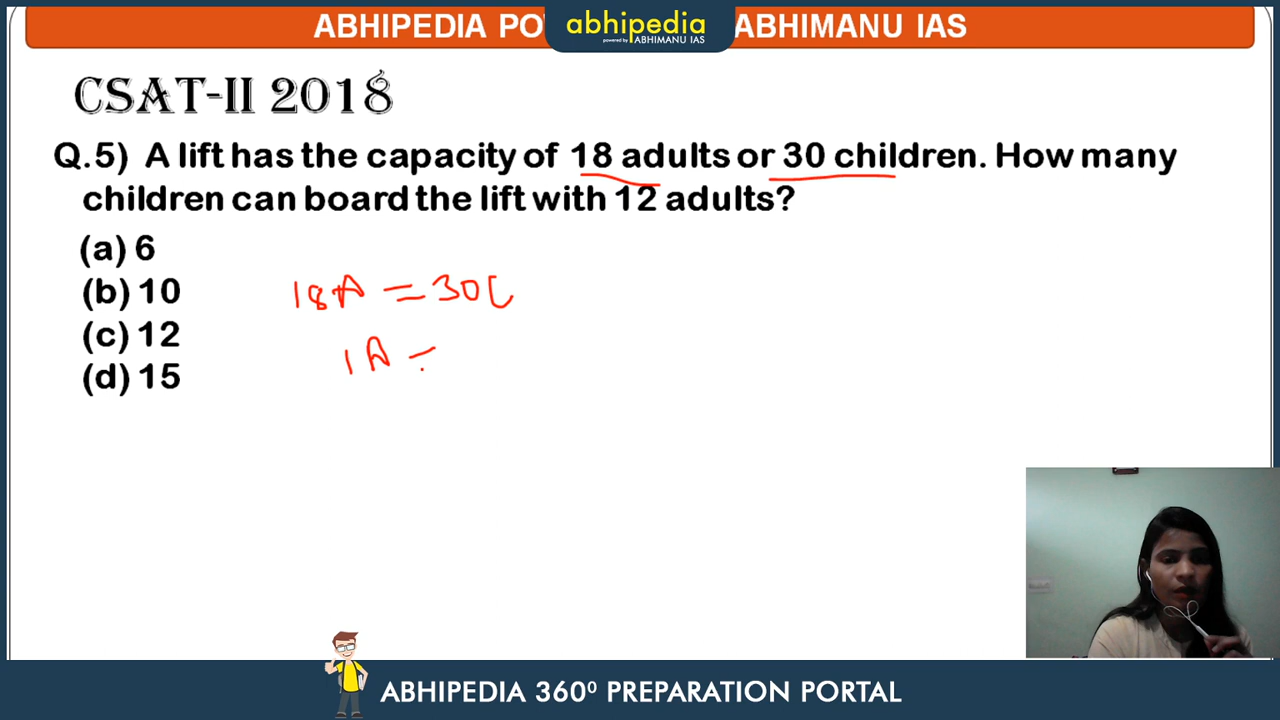 ABHIPEDIA PO
abhipedia
powered by ABHIMANU IAS
ABHIMANU IAS
CSAT-II 2018
Q.5) A lift has the capacity of 18 adults or 30 children. How many
children can board the lift with 12 adults?
(a) 6
(b) 10
(c) 12
(d) 15
18A = 30C
1A =
ABHIPEDIA 360⁰ PREPARATION PORTAL